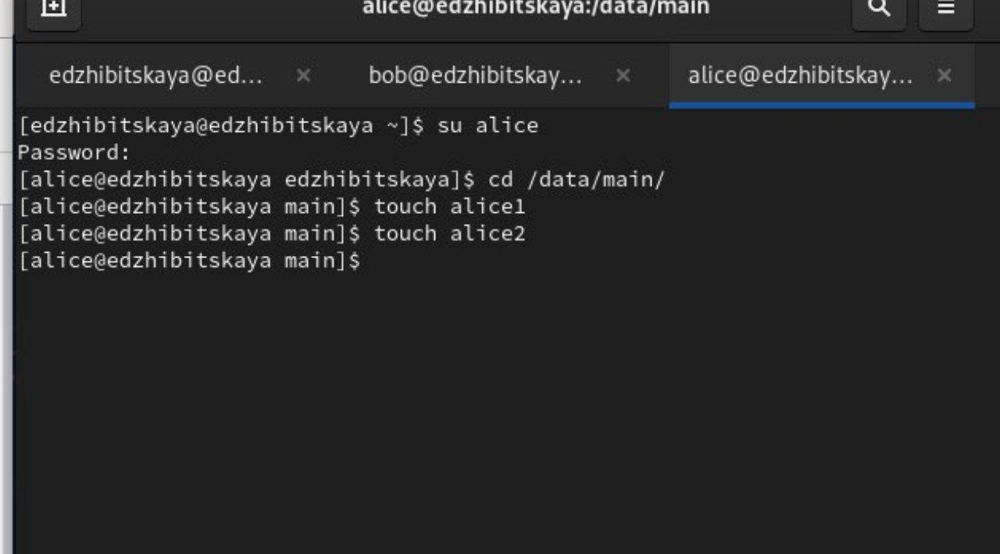 alice@edzhibitskaya:/data/main
edzhibitskaya@ed...
bob@edzhibitskay...
alice@edzhibitskay...
[edzhibitskaya@edzhibitskaya ~]$ su alice
Password:
[alice@edzhibitskaya edzhibitskaya]$ cd /data/main/
[alice@edzhibitskaya main]$ touch alice1
[alice@edzhibitskaya main]$ touch alice2
[alice@edzhibitskaya main]$